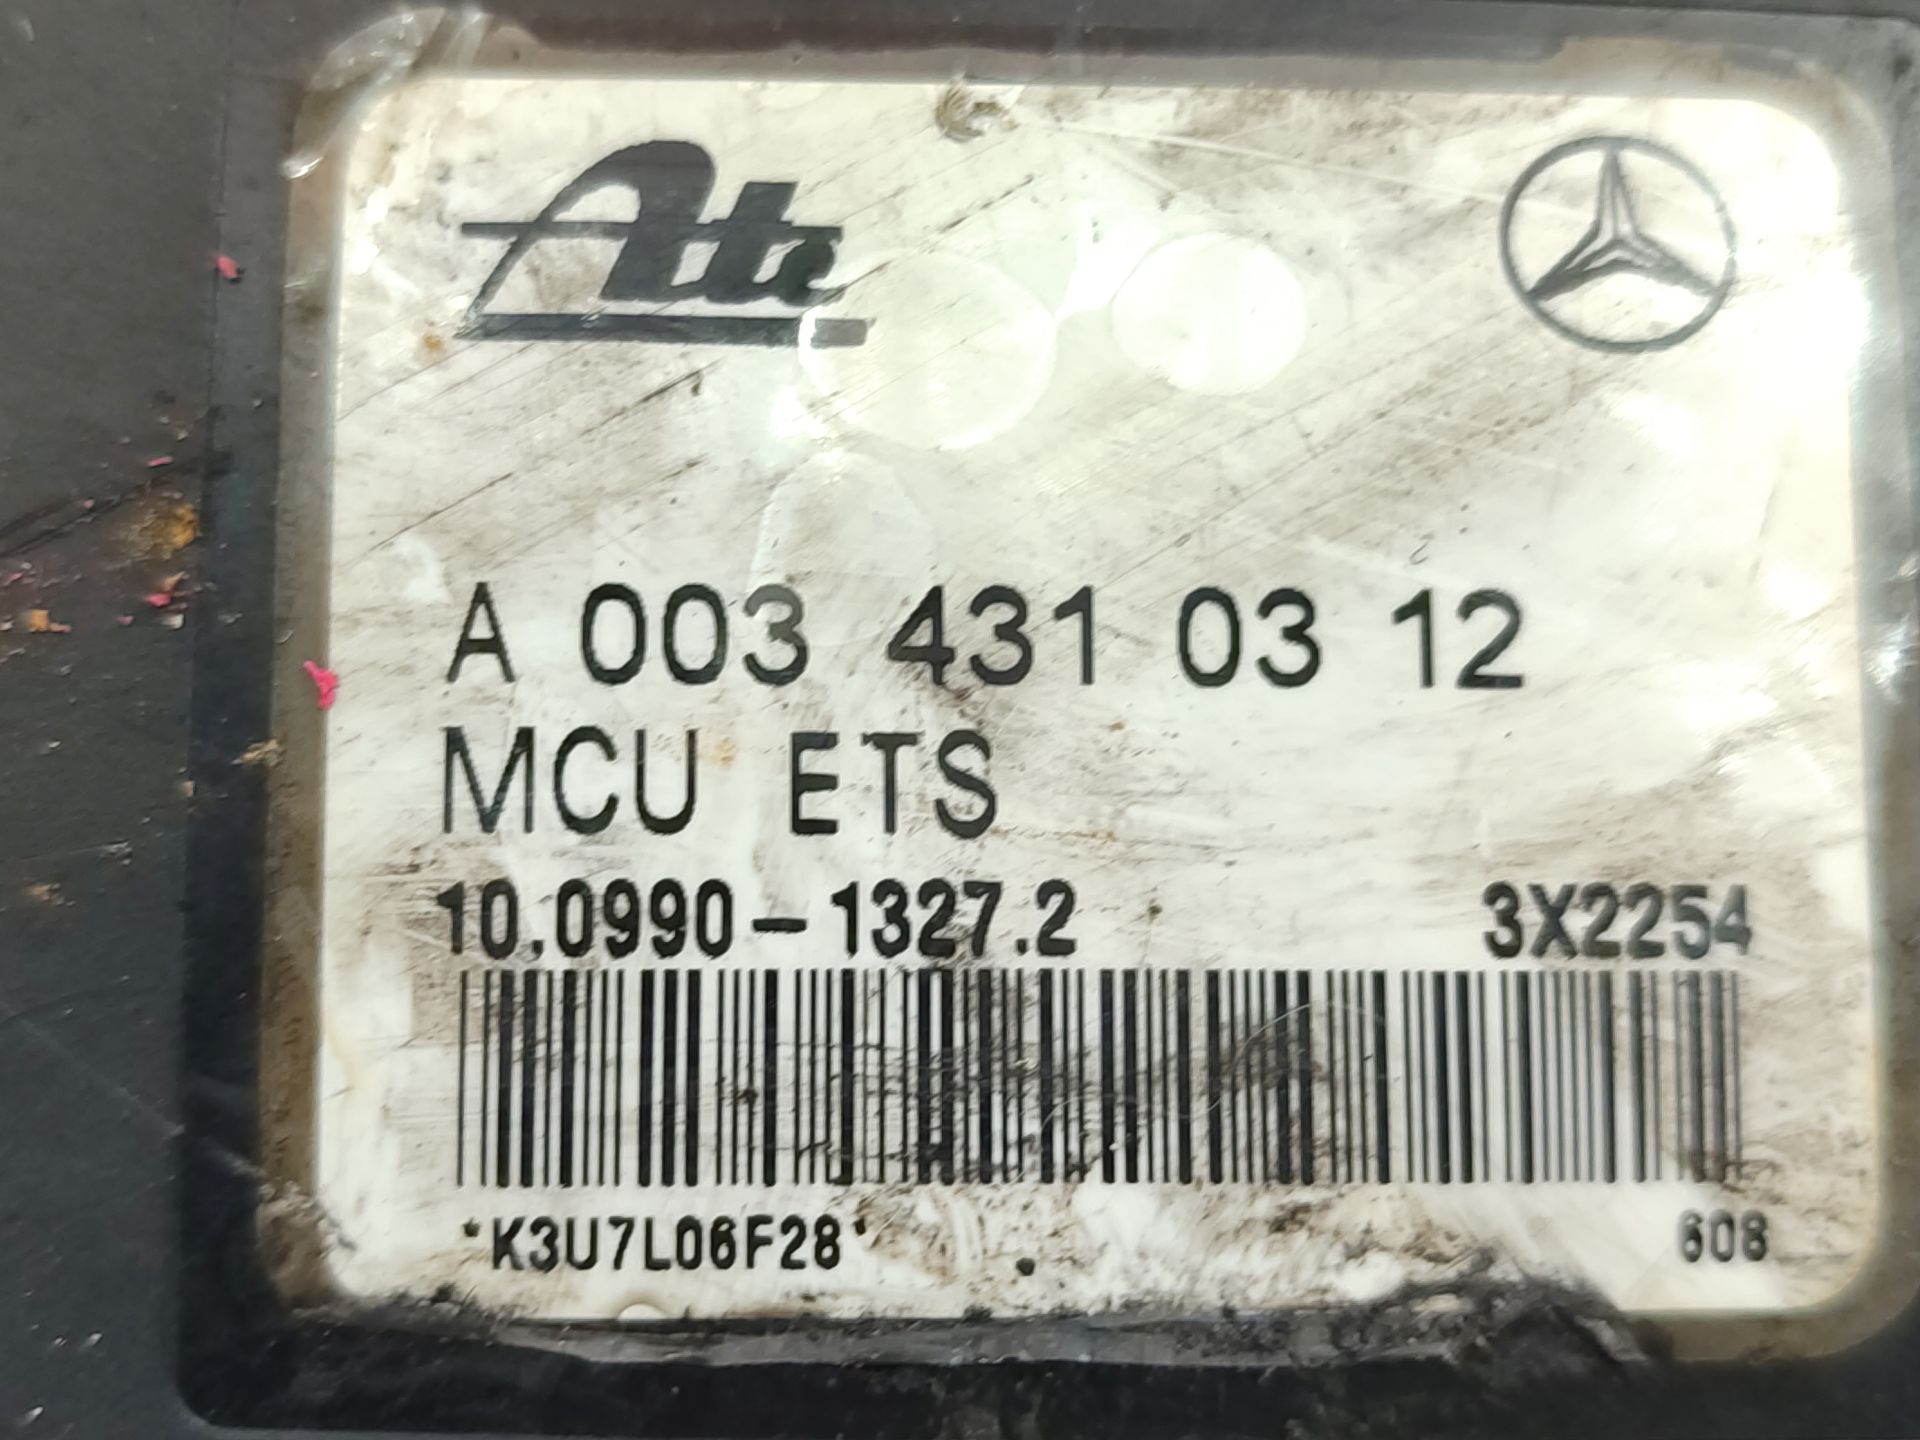 Ate
A 003 431 03 12
MCU ETS
10.0990-1327.2 3X2254
*K3U7L06F28*
608